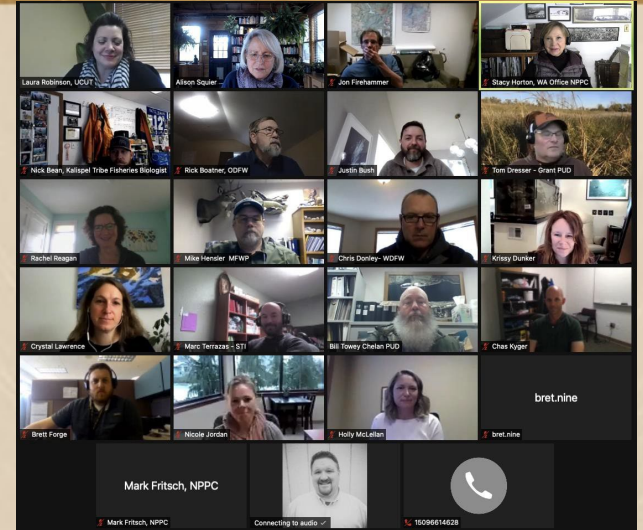 Laura Robinson, UCUT
Alison Squier
Jon Firehammer
Stacy Horton, WA Office NPPC
Nick Bean, Kalispel Tribe Fisheries Biologist
Rick Boatner, ODFW
Justin Bush
Tom Dresser - Grant PUD
Rachel Reagan
Mike Hensler MFWP
Chris Donley- WDFW
Krissy Dunker
Crystal Lawrence
Marc Terrazas - STI
Bill Towey Chelan PUD
Chas Kyger
Brett Forge
Nicole Jordan
Holly McLellan
bret.nine
bret.nine
Mark Fritsch, NPPC
Mark Fritsch, NPPC
Connecting to audio
15096614628